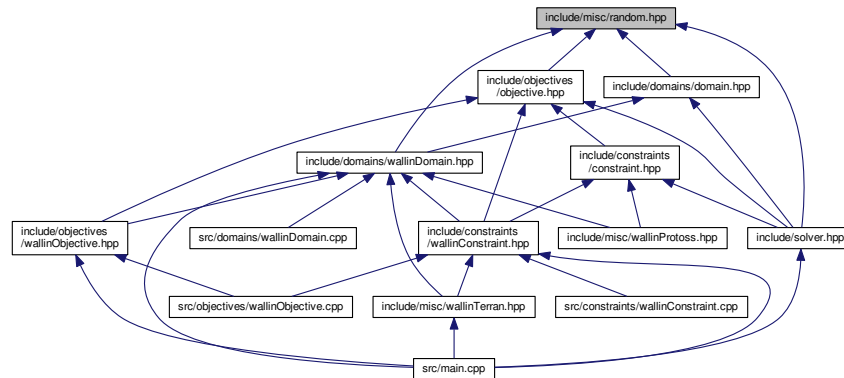 include/misc/random.hpp
include/objectives
/objective.hpp
include/domains/domain.hpp
include/domains/wallinDomain.hpp
include/constraints
/constraint.hpp
include/objectives
/wallinObjective.hpp
src/domains/wallinDomain.cpp
include/constraints
/wallinConstraint.hpp
include/misc/wallinProtoss.hpp
include/solver.hpp
src/objectives/wallinObjective.cpp
include/misc/wallinTerran.hpp
src/constraints/wallinConstraint.cpp
src/main.cpp